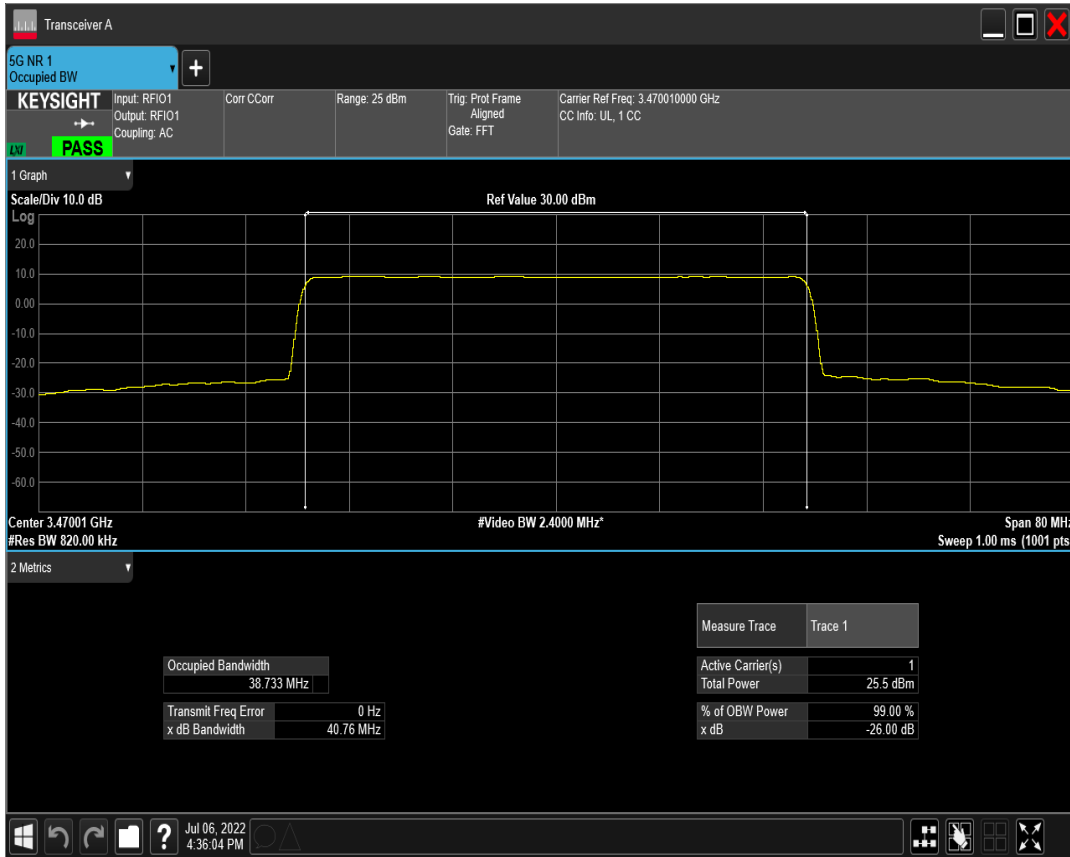 Transceiver A
5G NR 1
Occupied BW
+
KEYSIGHT
LXI
PASS
Input: RFIO1
Output: RFIO1
Coupling: AC
Corr CCorr
Range: 25 dBm
Trig: Prot Frame
Aligned
Gate: FFT
Carrier Ref Freq: 3.470010000 GHz
CC Info: UL, 1 CC
1 Graph
Scale/Div 10.0 dB
Ref Value 30.00 dBm
Log
20.0
10.0
0.00
-10.0
-20.0
-30.0
-40.0
-50.0
-60.0
Center 3.47001 GHz
#Video BW 2.4000 MHz*
Span 80 MHz
#Res BW 820.00 kHz
Sweep 1.00 ms (1001 pts
2 Metrics
Measure Trace Trace 1
Occupied Bandwidth
38.733 MHz
Active Carrier(s) 1
Total Power 25.5 dBm
Transmit Freq Error 0 Hz
x dB Bandwidth 40.76 MHz
% of OBW Power 99.00 %
x dB -26.00 dB
?
Jul 06, 2022
4:36:04 PM